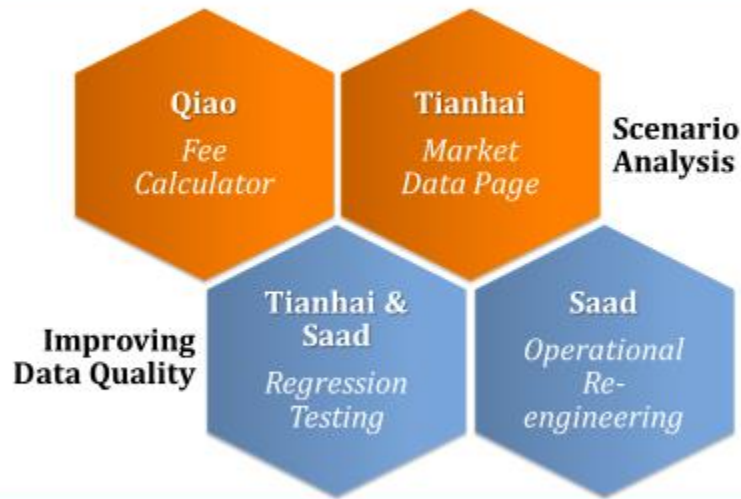 Qiao
Fee
Calculator
Tianhai
Market
Data Page
Scenario
Analysis
Improving
Data Quality
Tianhai &
Saad
Regression
Testing
Saad
Operational
Re-
engineering